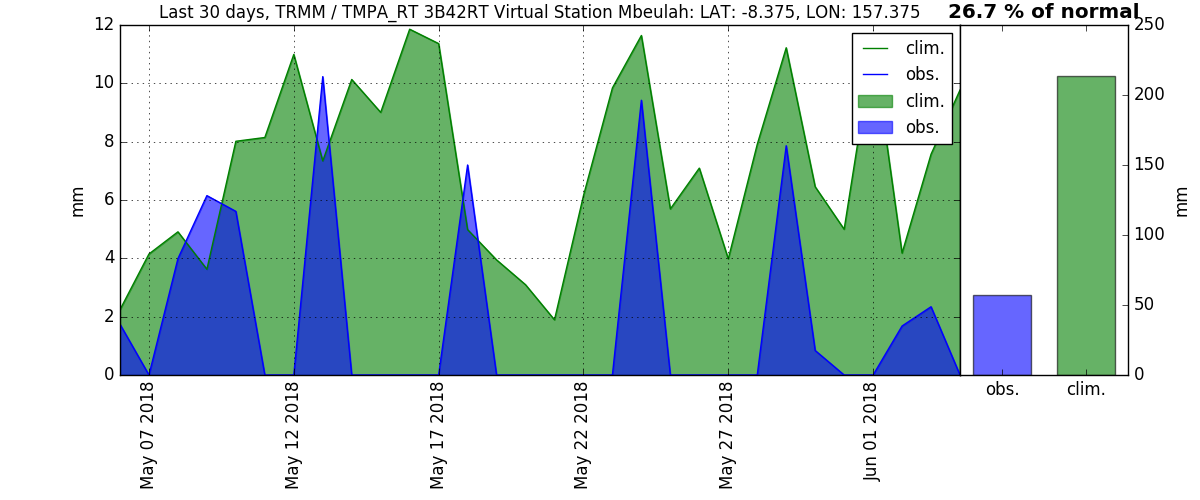 Last 30 days, TRMM / TMPA_RT 3B42RT Virtual Station Mbeulah: LAT: -8.375, LON: 157.375
26.7 % of normal
12
10
8
6
4
2
0
mm
clim.
obs.
clim.
obs.
May 07 2018
May 12 2018
May 17 2018
May 22 2018
May 27 2018
Jun 01 2018
250
200
150
100
50
0
mm
obs.
clim.